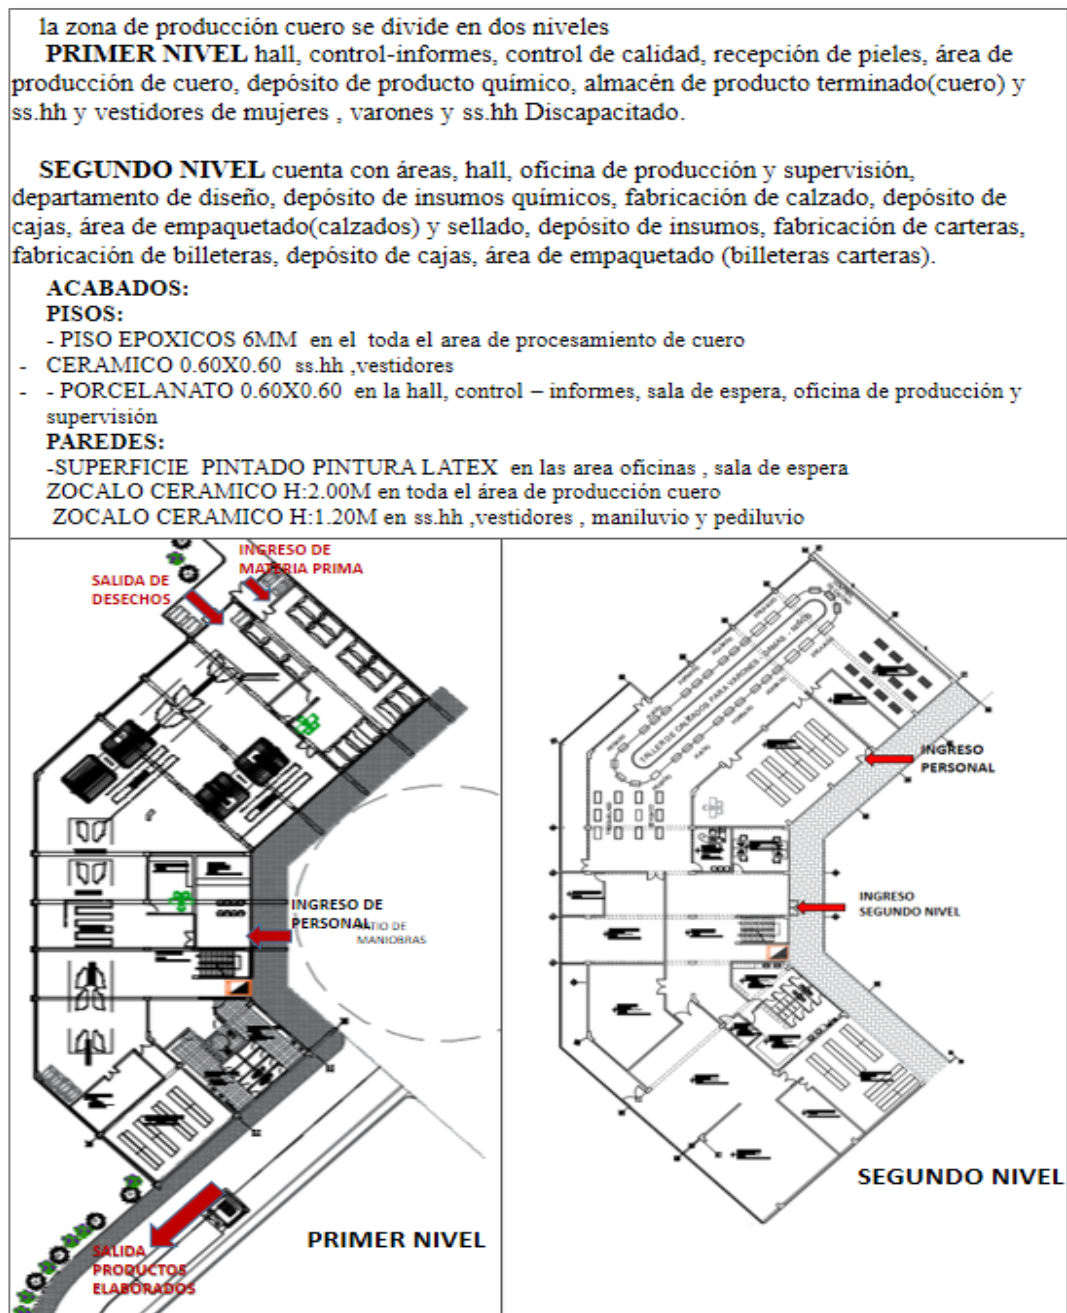 la zona de producción cuero se divide en dos niveles
PRIMER NIVEL hall, control-informes, control de calidad, recepción de pieles, área de
producción de cuero, depósito de producto químico, almacén de producto terminado(cuero) y
ss.hh y vestidores de mujeres , varones y ss.hh Discapacitado.
SEGUNDO NIVEL cuenta con áreas, hall, oficina de producción y supervisión,
departamento de diseño, depósito de insumos químicos, fabricación de calzado, depósito de
cajas, área de empaquetado(calzados) y sellado, depósito de insumos, fabricación de carteras,
fabricación de billeteras, depósito de cajas, área de empaquetado (billeteras carteras).
ACABADOS:
PISOS:
- PISO EPOXICOS 6MM en el toda el area de procesamiento de cuero
- CERAMICO 0.60X0.60 ss.hh ,vestidores
- - PORCELANATO 0.60X0.60 en la hall, control – informes, sala de espera, oficina de producción y
supervisión
PAREDES:
-SUPERFICIE PINTADO PINTURA LATEX en las area oficinas , sala de espera
ZOCALO CERAMICO H:2.00M en toda el área de producción cuero
ZOCALO CERAMICO H:1.20M en ss.hh ,vestidores , maniluvio y pediluvio
INGRESO DE
MATERIA PRIMA
SALIDA DE
DESECHOS
INGRESO DE
PERSONAL
MANIOBRAS
SALIDA
PRODUCTOS
ELABORADOS
PRIMER NIVEL
TALLER DE CALZADOS PARA VARONES - DAMAS - NIÑOS
INGRESO
PERSONAL
INGRESO
SEGUNDO NIVEL
SEGUNDO NIVEL